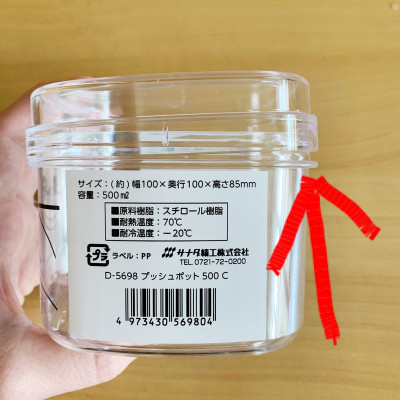 サイズ：(約)幅100×奥行100×高さ85mm
容量：500㎖
■原料樹脂：スチロール樹脂
■耐熱温度：70℃
■耐冷温度：－20℃
プラ ラベル：PP サナダ精工株式会社
TEL.0721-72-0200
D-5698 プッシュポット 500 C
4 973430 569804